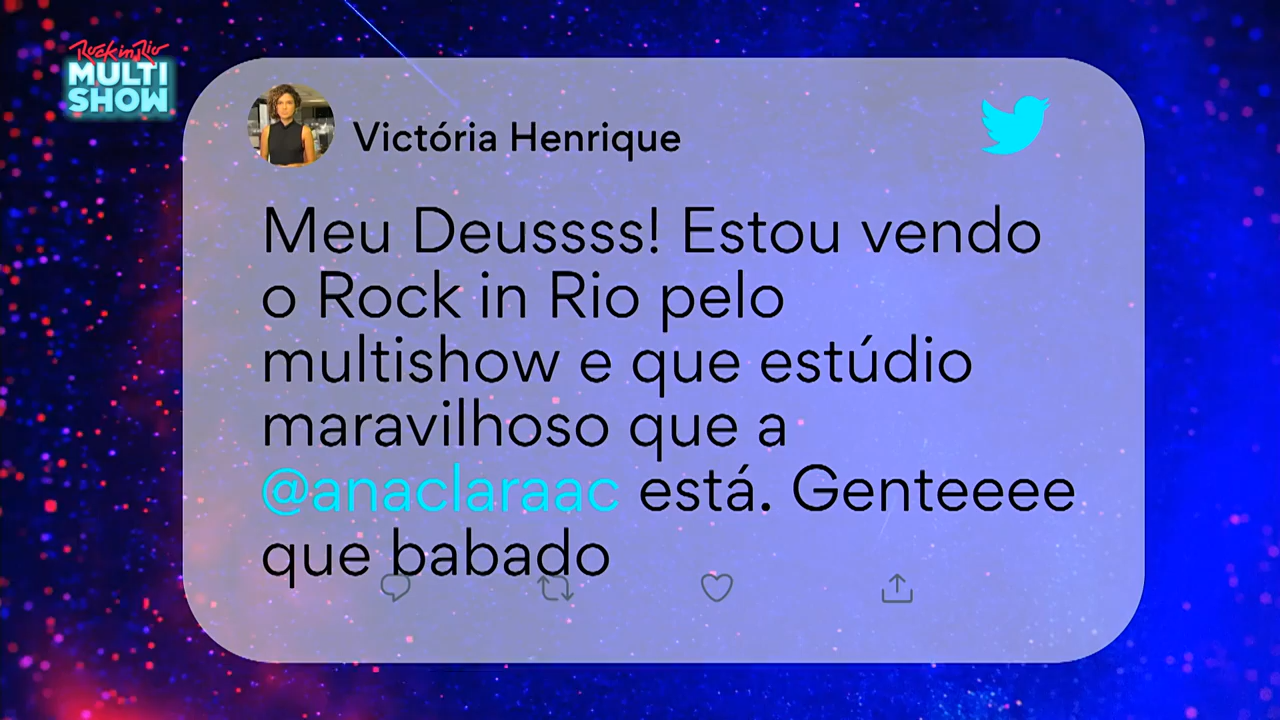 Rock in Rio
MULTI
SHOW
Victória Henrique
Meu Deussss! Estou vendo
o Rock in Rio pelo
multishow e que estúdio
maravilhoso que a
@anaclaraac está. Genteeee
que babado